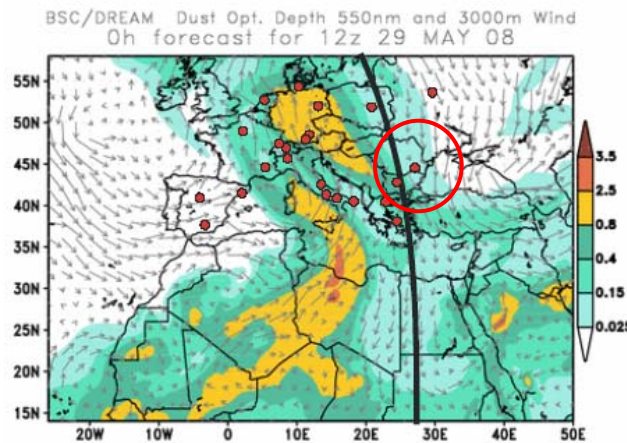 BSC/DREAM Dust Opt. Depth 550nm and 3000m Wind
0h forecast for 12z 29 MAY 08
55N
50N
45N
40N
35N
30N
25N
20N
15N
20W 10W 0 10E 20E 30E 40E 50E
3.5
2.5
0.8
0.4
0.15
0.025